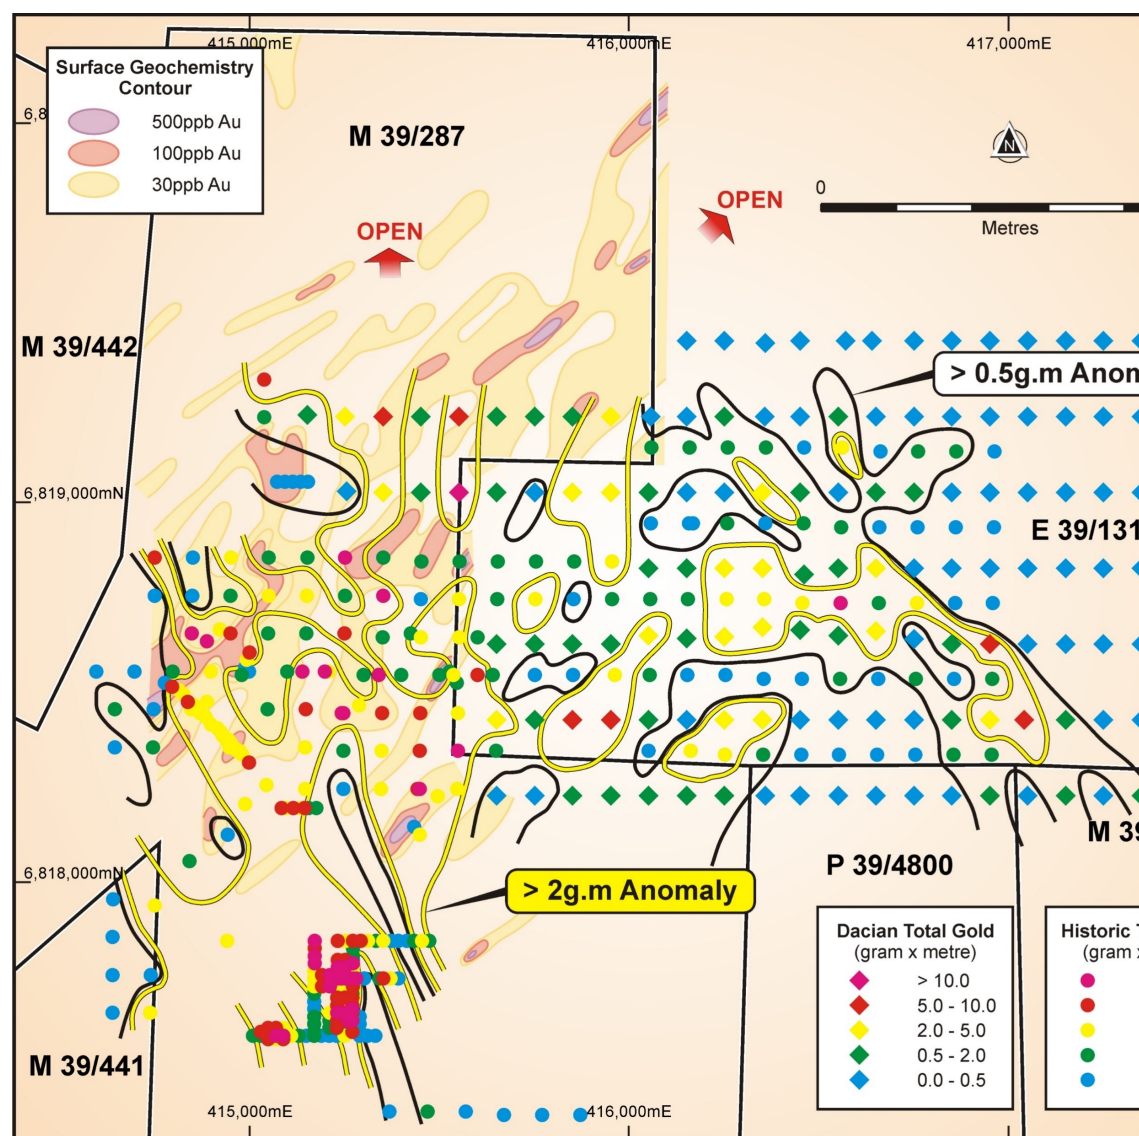 415,000mE
416,000mE
417,000mE
Surface Geochemistry
Contour
500ppb Au
100ppb Au
30ppb Au
6,8
M 39/287
N
0
Metres
OPEN
OPEN
M 39/442
> 0.5g.m Anom
6,819,000mN
E 39/131
> 2g.m Anomaly
6,818,000mN
M 39
P 39/4800
Dacian Total Gold
(gram x metre)
> 10.0
5.0 - 10.0
2.0 - 5.0
0.5 - 2.0
0.0 - 0.5
Historic T
(gram x
M 39/441
415,000mE
416,000mE